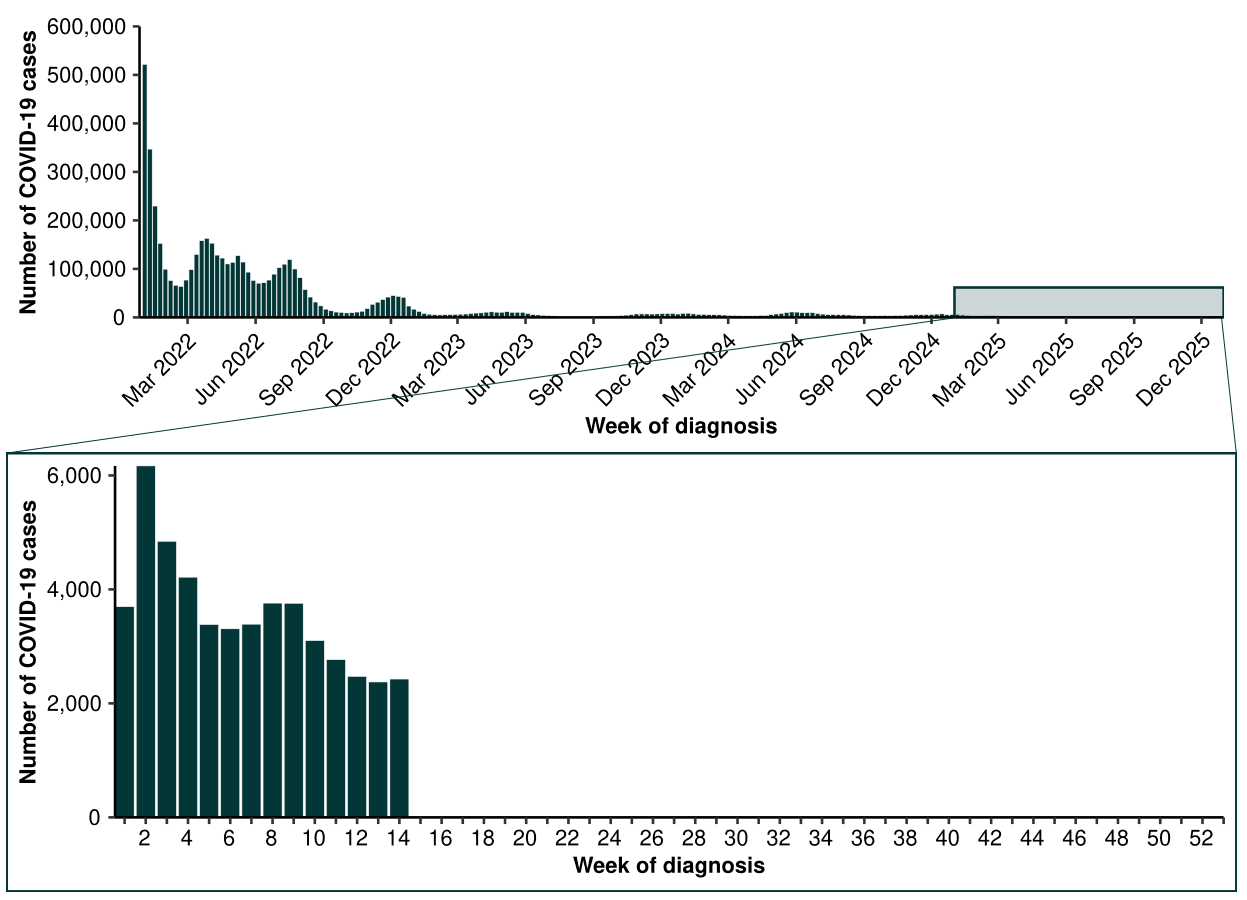 Number of COVID-19 cases
600,000
500,000
400,000
300,000
200,000
100,000
0
Mar 2022 Jun 2022 Sep 2022 Dec 2022 Mar 2023 Jun 2023 Sep 2023 Dec 2023 Mar 2024 Jun 2024 Sep 2024 Dec 2024 Mar 2025 Jun 2025 Sep 2025 Dec 2025
Week of diagnosis
Number of COVID-19 cases
6,000
4,000
2,000
0
2 4 6 8 10 12 14 16 18 20 22 24 26 28 30 32 34 36 38 40 42 44 46 48 50 52
Week of diagnosis